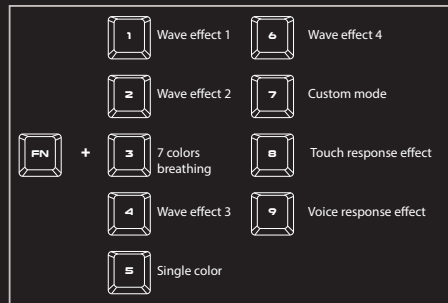 1 Wave effect 1
6 Wave effect 4
2 Wave effect 2
7 Custom mode
FN + 3 7 colors
breathing
8 Touch response effect
4 Wave effect 3
9 Voice response effect
5 Single color